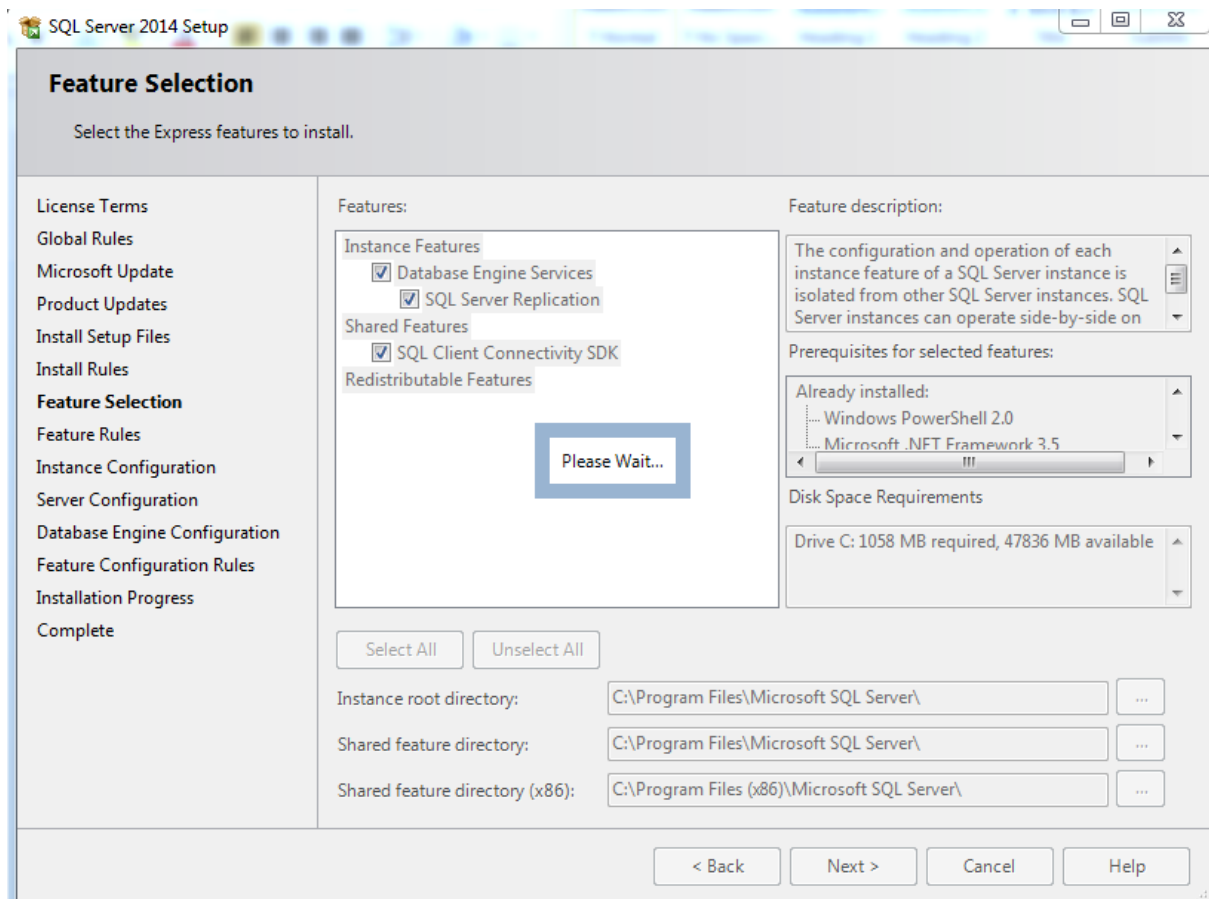 SQL Server 2014 Setup
Feature Selection
Select the Express features to install.
License Terms
Global Rules
Microsoft Update
Product Updates
Install Setup Files
Install Rules
Feature Selection
Feature Rules
Instance Configuration
Server Configuration
Database Engine Configuration
Feature Configuration Rules
Installation Progress
Complete
Features:
Instance Features
Database Engine Services
SQL Server Replication
Shared Features
SQL Client Connectivity SDK
Redistributable Features
Please Wait...
Feature description:
The configuration and operation of each
instance feature of a SQL Server instance is
isolated from other SQL Server instances. SQL
Server instances can operate side-by-side on
Prerequisites for selected features:
Already installed:
Windows PowerShell 2.0
Microsoft .NET Framework 3.5
Disk Space Requirements
Drive C: 1058 MB required, 47836 MB available
Select All
Unselect All
Instance root directory:
C:\Program Files\Microsoft SQL Server\
...
Shared feature directory:
C:\Program Files\Microsoft SQL Server\
...
Shared feature directory (x86):
C:\Program Files (x86)\Microsoft SQL Server\
...
< Back
Next >
Cancel
Help